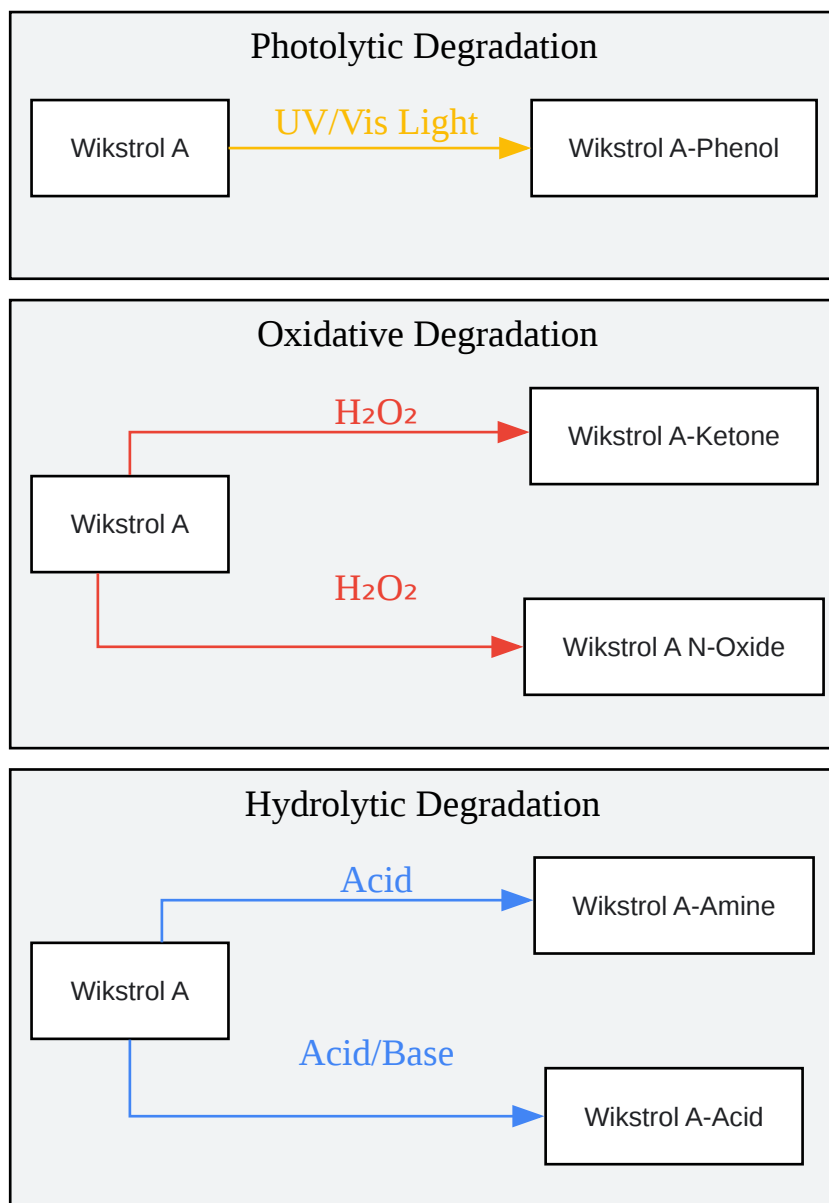 Photolytic Degradation
UV/Vis Light
Wikstrol A
Wikstrol A-Phenol
Oxidative Degradation
H₂O₂
Wikstrol A-Ketone
Wikstrol A
H₂O₂
Wikstrol A N-Oxide
Hydrolytic Degradation
Acid
Wikstrol A-Amine
Wikstrol A
Acid/Base
Wikstrol A-Acid